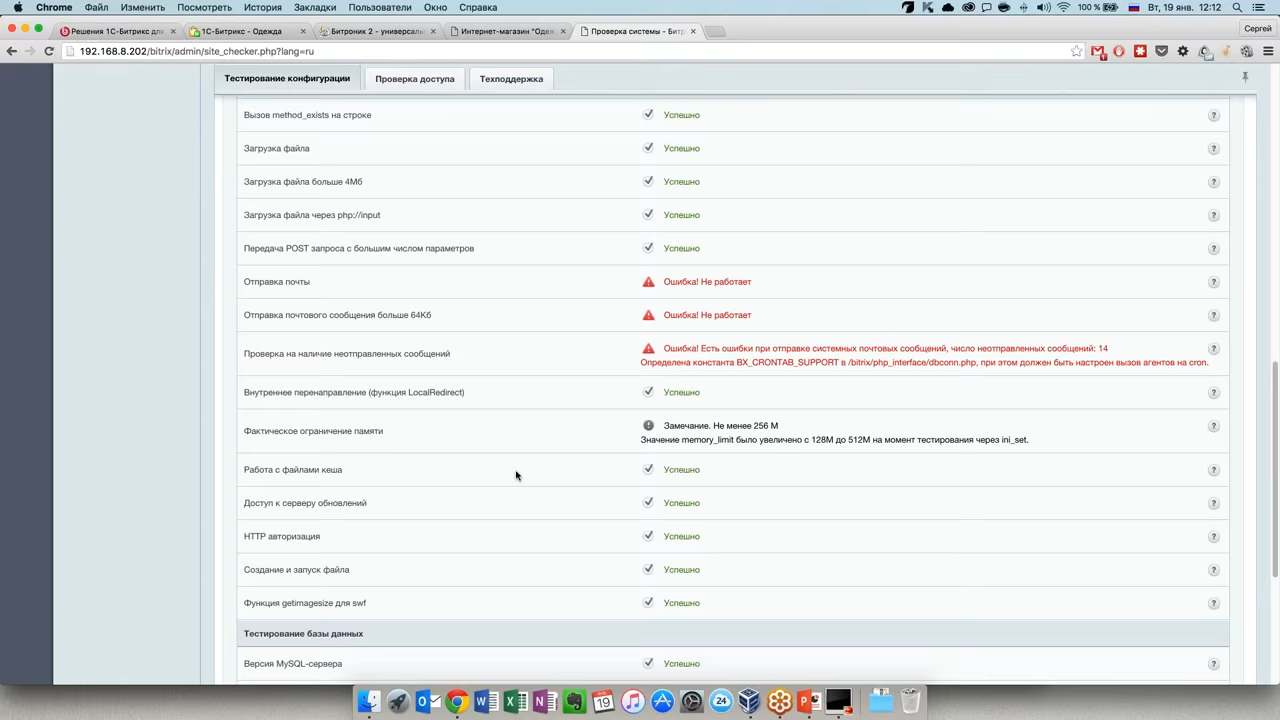 Chrome Файл Изменить Посмотреть История Закладки Пользователи Окно Справка 100 % Вт, 19 янв. 12:12
Решения 1С-Битрикс для 1С-Битрикс - Одежда Битроник 2 - универсаль Интернет-магазин "Одеж Проверка системы - Битр Сергей
192.168.8.202/bitrix/admin/site_checker.php?lang=ru
Тестирование конфигурации Проверка доступа Техподдержка
Вызов method_exists на строке Успешно ?
Загрузка файла Успешно ?
Загрузка файла больше 4Мб Успешно ?
Загрузка файла через php://input Успешно ?
Передача POST запроса с большим числом параметров Успешно ?
Отправка почты Ошибка! Не работает ?
Отправка почтового сообщения больше 64Кб Ошибка! Не работает ?
Проверка на наличие неотправленных сообщений Ошибка! Есть ошибки при отправке системных почтовых сообщений, число неотправленных сообщений: 14 ?
Определена константа BX_CRONTAB_SUPPORT в /bitrix/php_interface/dbconn.php, при этом должен быть настроен вызов агентов на cron.
Внутреннее перенаправление (функция LocalRedirect) Успешно ?
Фактическое ограничение памяти Замечание. Не менее 256 М ?
Значение memory_limit было увеличено с 128M до 512M на момент тестирования через ini_set.
Работа с файлами кеша Успешно ?
Доступ к серверу обновлений Успешно ?
HTTP авторизация Успешно ?
Создание и запуск файла Успешно ?
Функция getimagesize для swf Успешно ?
Тестирование базы данных
Версия MySQL-сервера Успешно ?
19 24